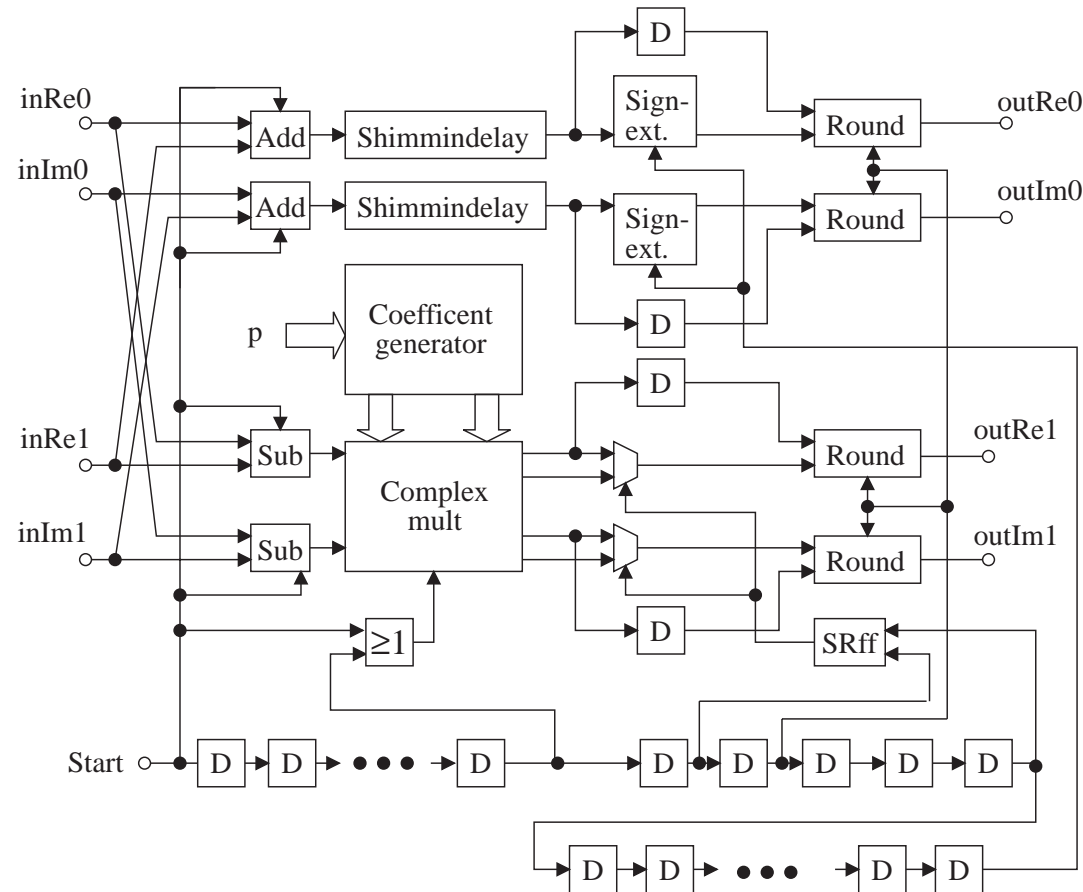 D
inRe0
Sign-
ext.
outRe0
Add
Shimmindelay
Round
inIm0
outIm0
Add
Shimmindelay
Sign-
ext.
Round
p
Coefficent
generator
D
D
inRe1
outRe1
Sub
Round
Complex
mult
inIm1
outIm1
Sub
Round
≥1
D
SRff
Start
D
D
D
D
D
D
D
D
D
D
D
D